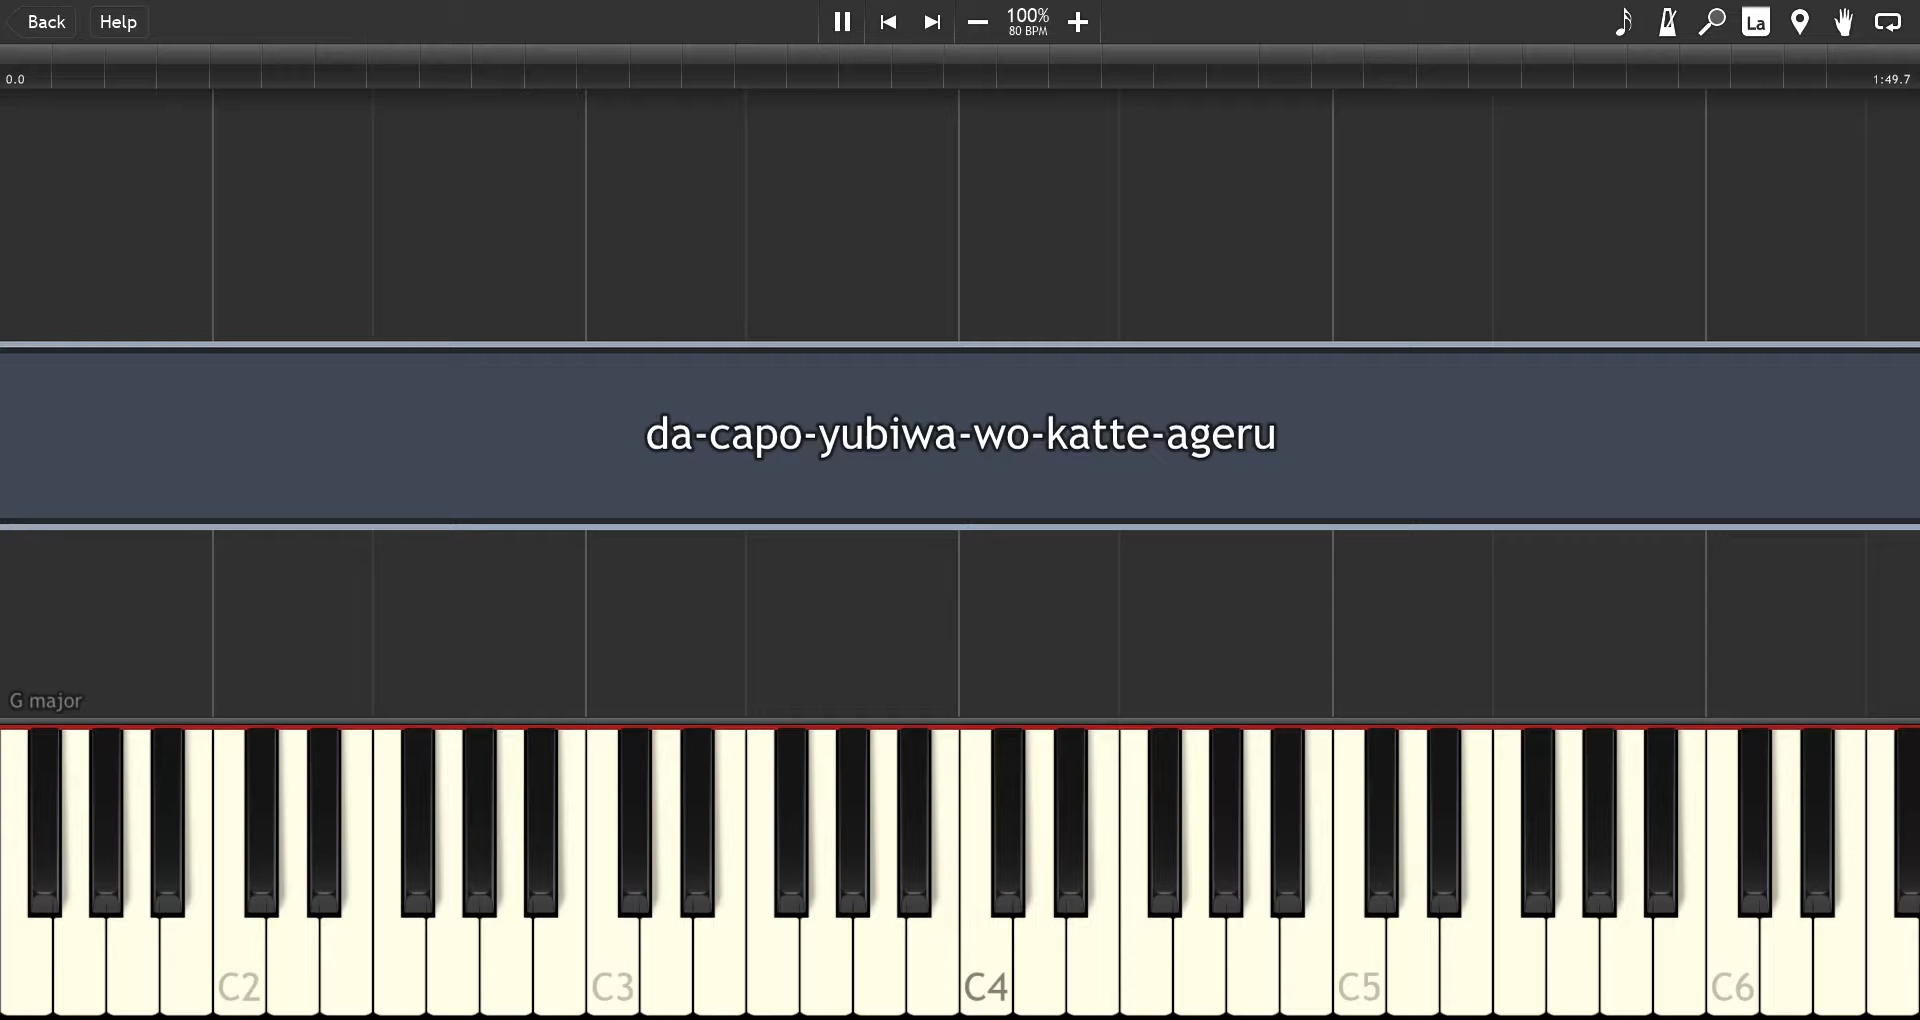 Back Help 100% La
80 BPM
0.0 1:49.7
da-capo-yubiwa-wo-katte-ageru
G major
C2 C3 C4 C5 C6